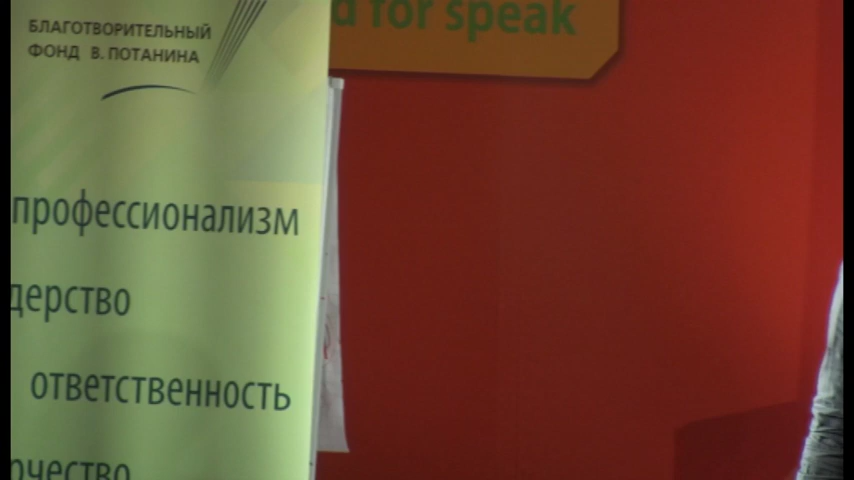 БЛАГОТВОРИТЕЛЬНЫЙ
ФОНД В. ПОТАНИНА
d for speak
профессионализм
дерство
ответственность
рчество